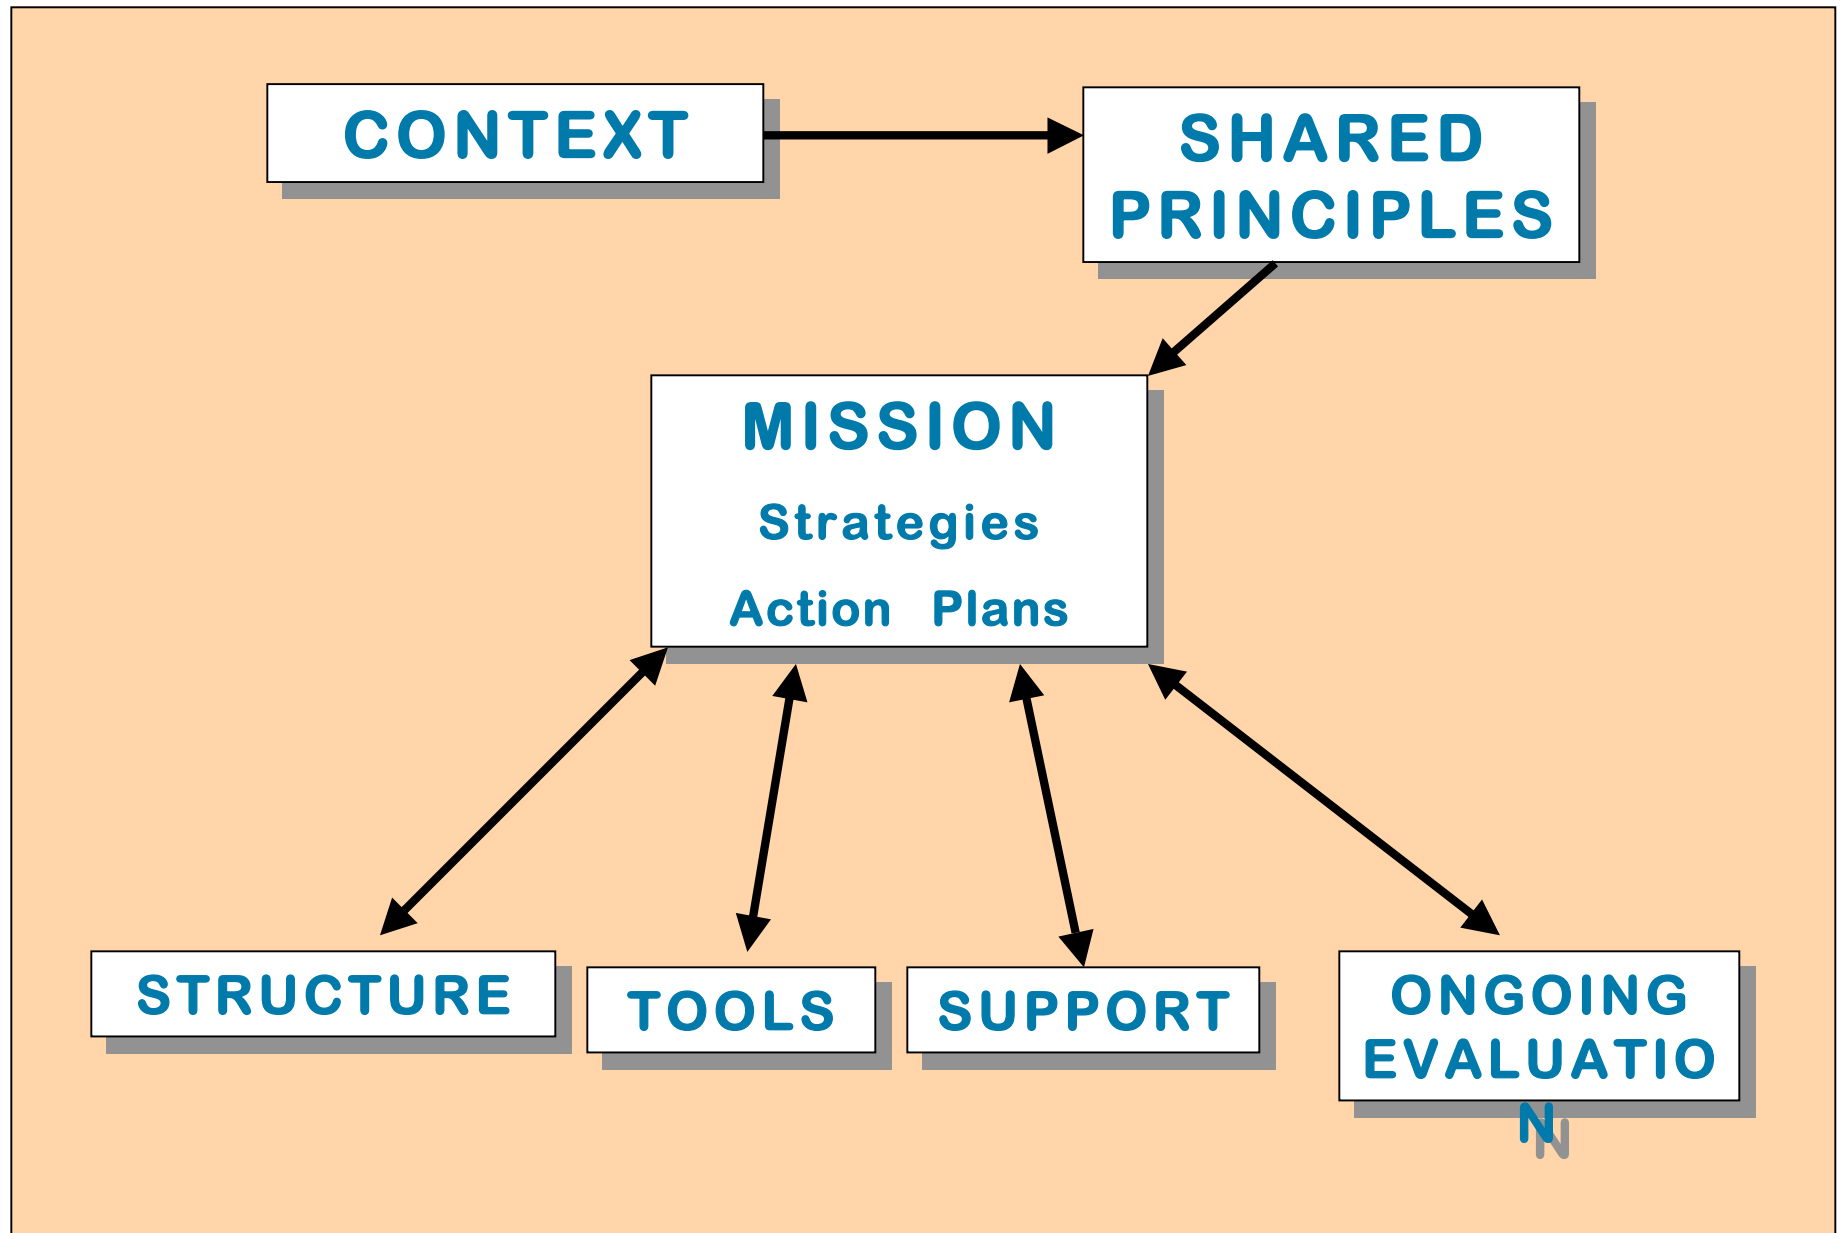 CONTEXT
SHARED
PRINCIPLES
MISSION
Strategies
Action Plans
STRUCTURE
TOOLS
SUPPORT
ONGOING
EVALUATIO
N